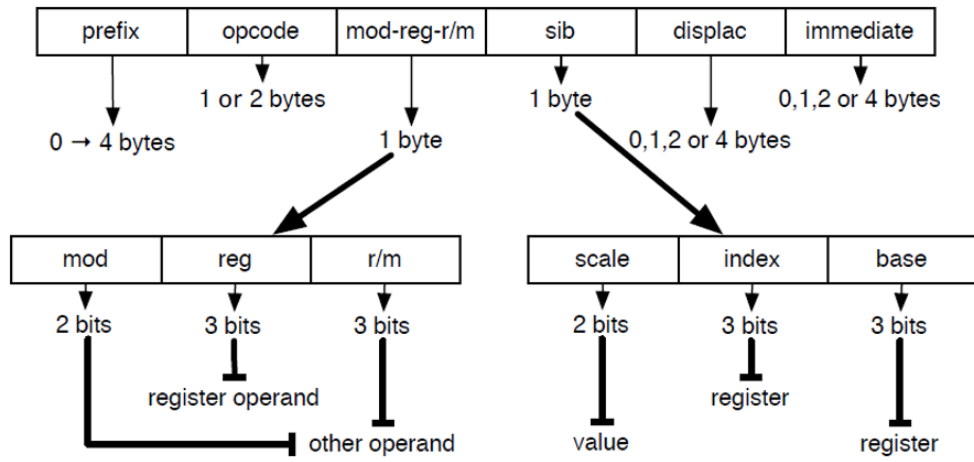 prefix opcode mod-reg-r/m sib displac immediate
1 or 2 bytes 1 byte 0,1,2 or 4 bytes
0 → 4 bytes 1 byte 0,1,2 or 4 bytes
mod reg r/m scale index base
2 bits 3 bits 3 bits 2 bits 3 bits 3 bits
register operand register
other operand value register